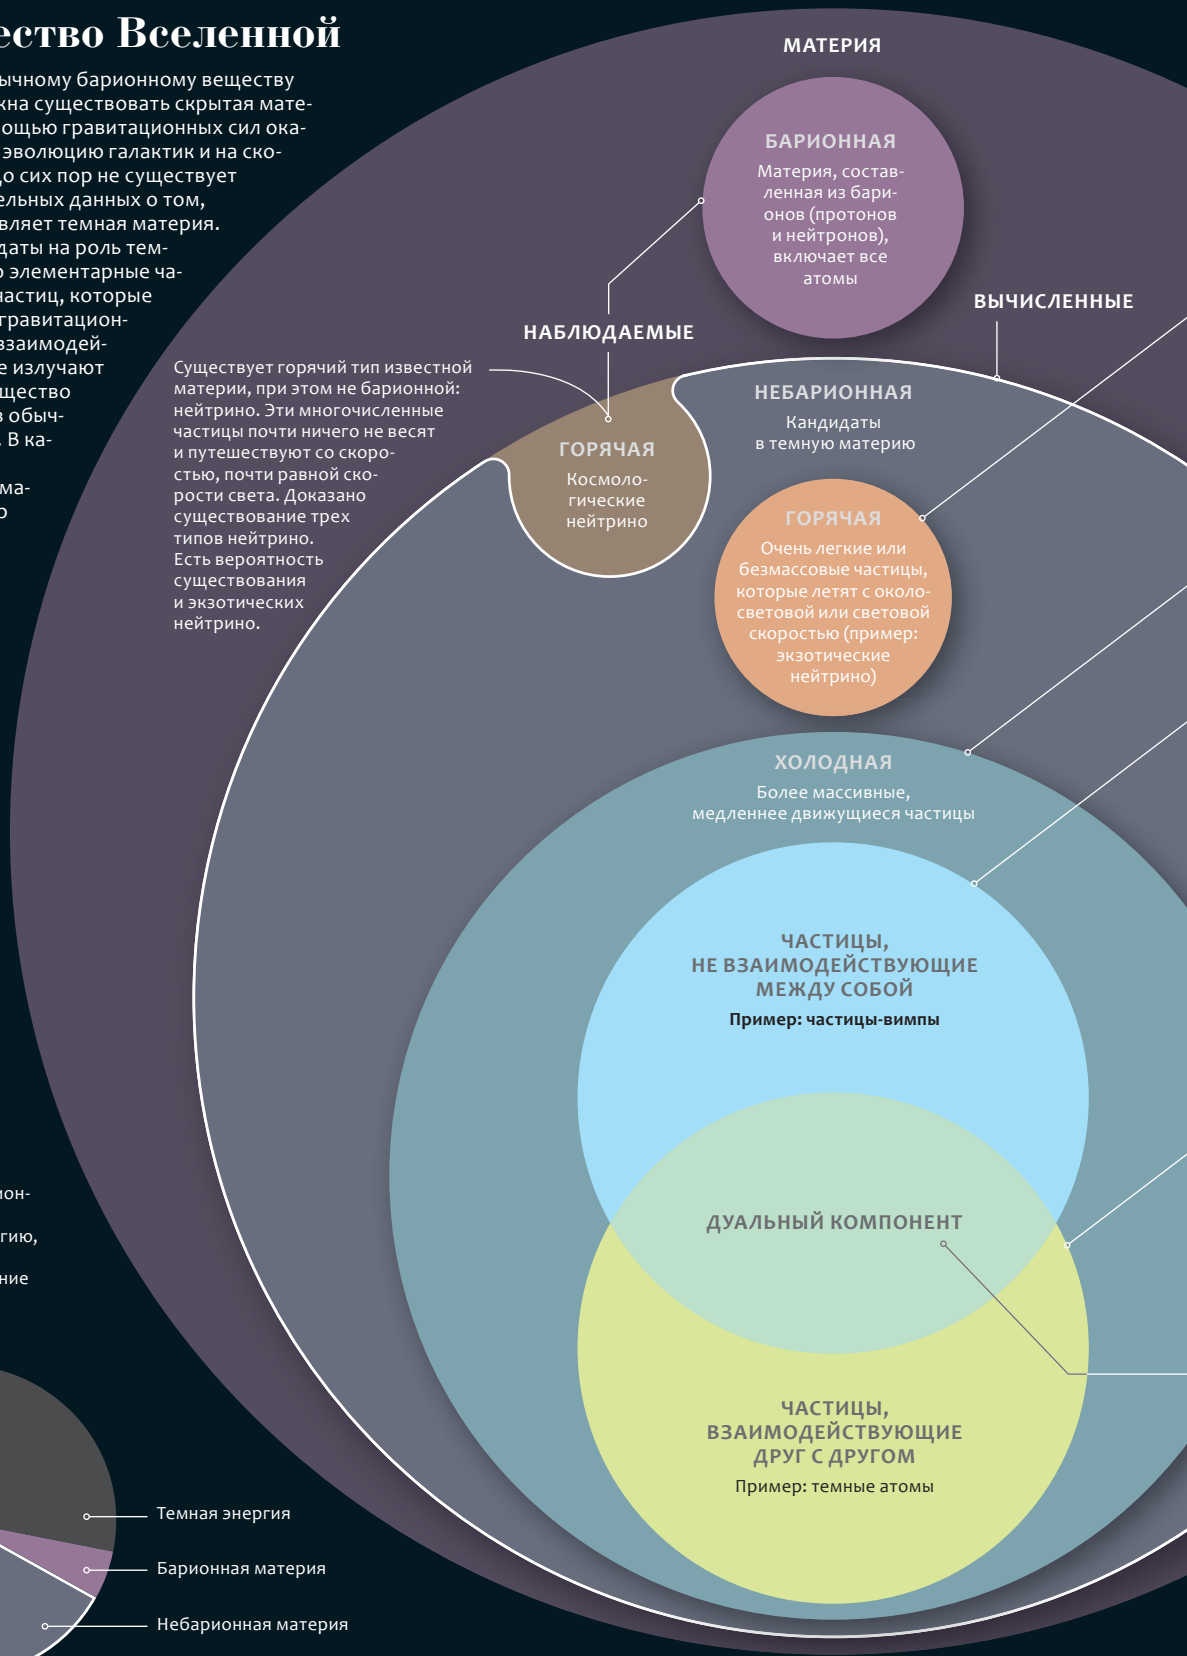 ество Вселенной
ычному барионному веществу
жна существовать скрытая мате-
ощью гравитационных сил ока-
эволюцию галактик и на ско-
до сих пор не существует
ельных данных о том,
вляет темная материя.
даты на роль тем-
о элементарные ча-
частиц, которые
гравитацион-
взаимодей-
е излучают
щество
в обыч-
. В ка-
ма-
р
МАТЕРИЯ
БАРИОННАЯ
Материя, состав-
ленная из бари-
онов (протонов
и нейтронов),
включает все
атомы
ВЫЧИСЛЕННЫЕ
НАБЛЮДАЕМЫЕ
Существует горячий тип известной
материи, при этом не барионной:
нейтрино. Эти многочисленные
частицы почти ничего не весят
и путешествуют со скоро-
стью, почти равной ско-
рости света. Доказано
существование трех
типов нейтрино.
Есть вероятность
существования
и экзотических
нейтрино.
ГОРЯЧАЯ
Космоло-
гические
нейтрино
НЕБАРИОННАЯ
Кандидаты
в темную материю
ГОРЯЧАЯ
Очень легкие или
безмассовые частицы,
которые летят с около-
световой или световой
скоростью (пример:
экзотические
нейтрино)
ХОЛОДНАЯ
Более массивные,
медленнее движущиеся частицы
ЧАСТИЦЫ,
НЕ ВЗАИМОДЕЙСТВУЮЩИЕ
МЕЖДУ СОБОЙ
Пример: частицы-вимпы
ДУАЛЬНЫЙ КОМПОНЕНТ
ЧАСТИЦЫ,
ВЗАИМОДЕЙСТВУЮЩИЕ
ДРУГ С ДРУГОМ
Пример: темные атомы
ион-
гию,
ние
Темная энергия
Барионная материя
Небарионная материя